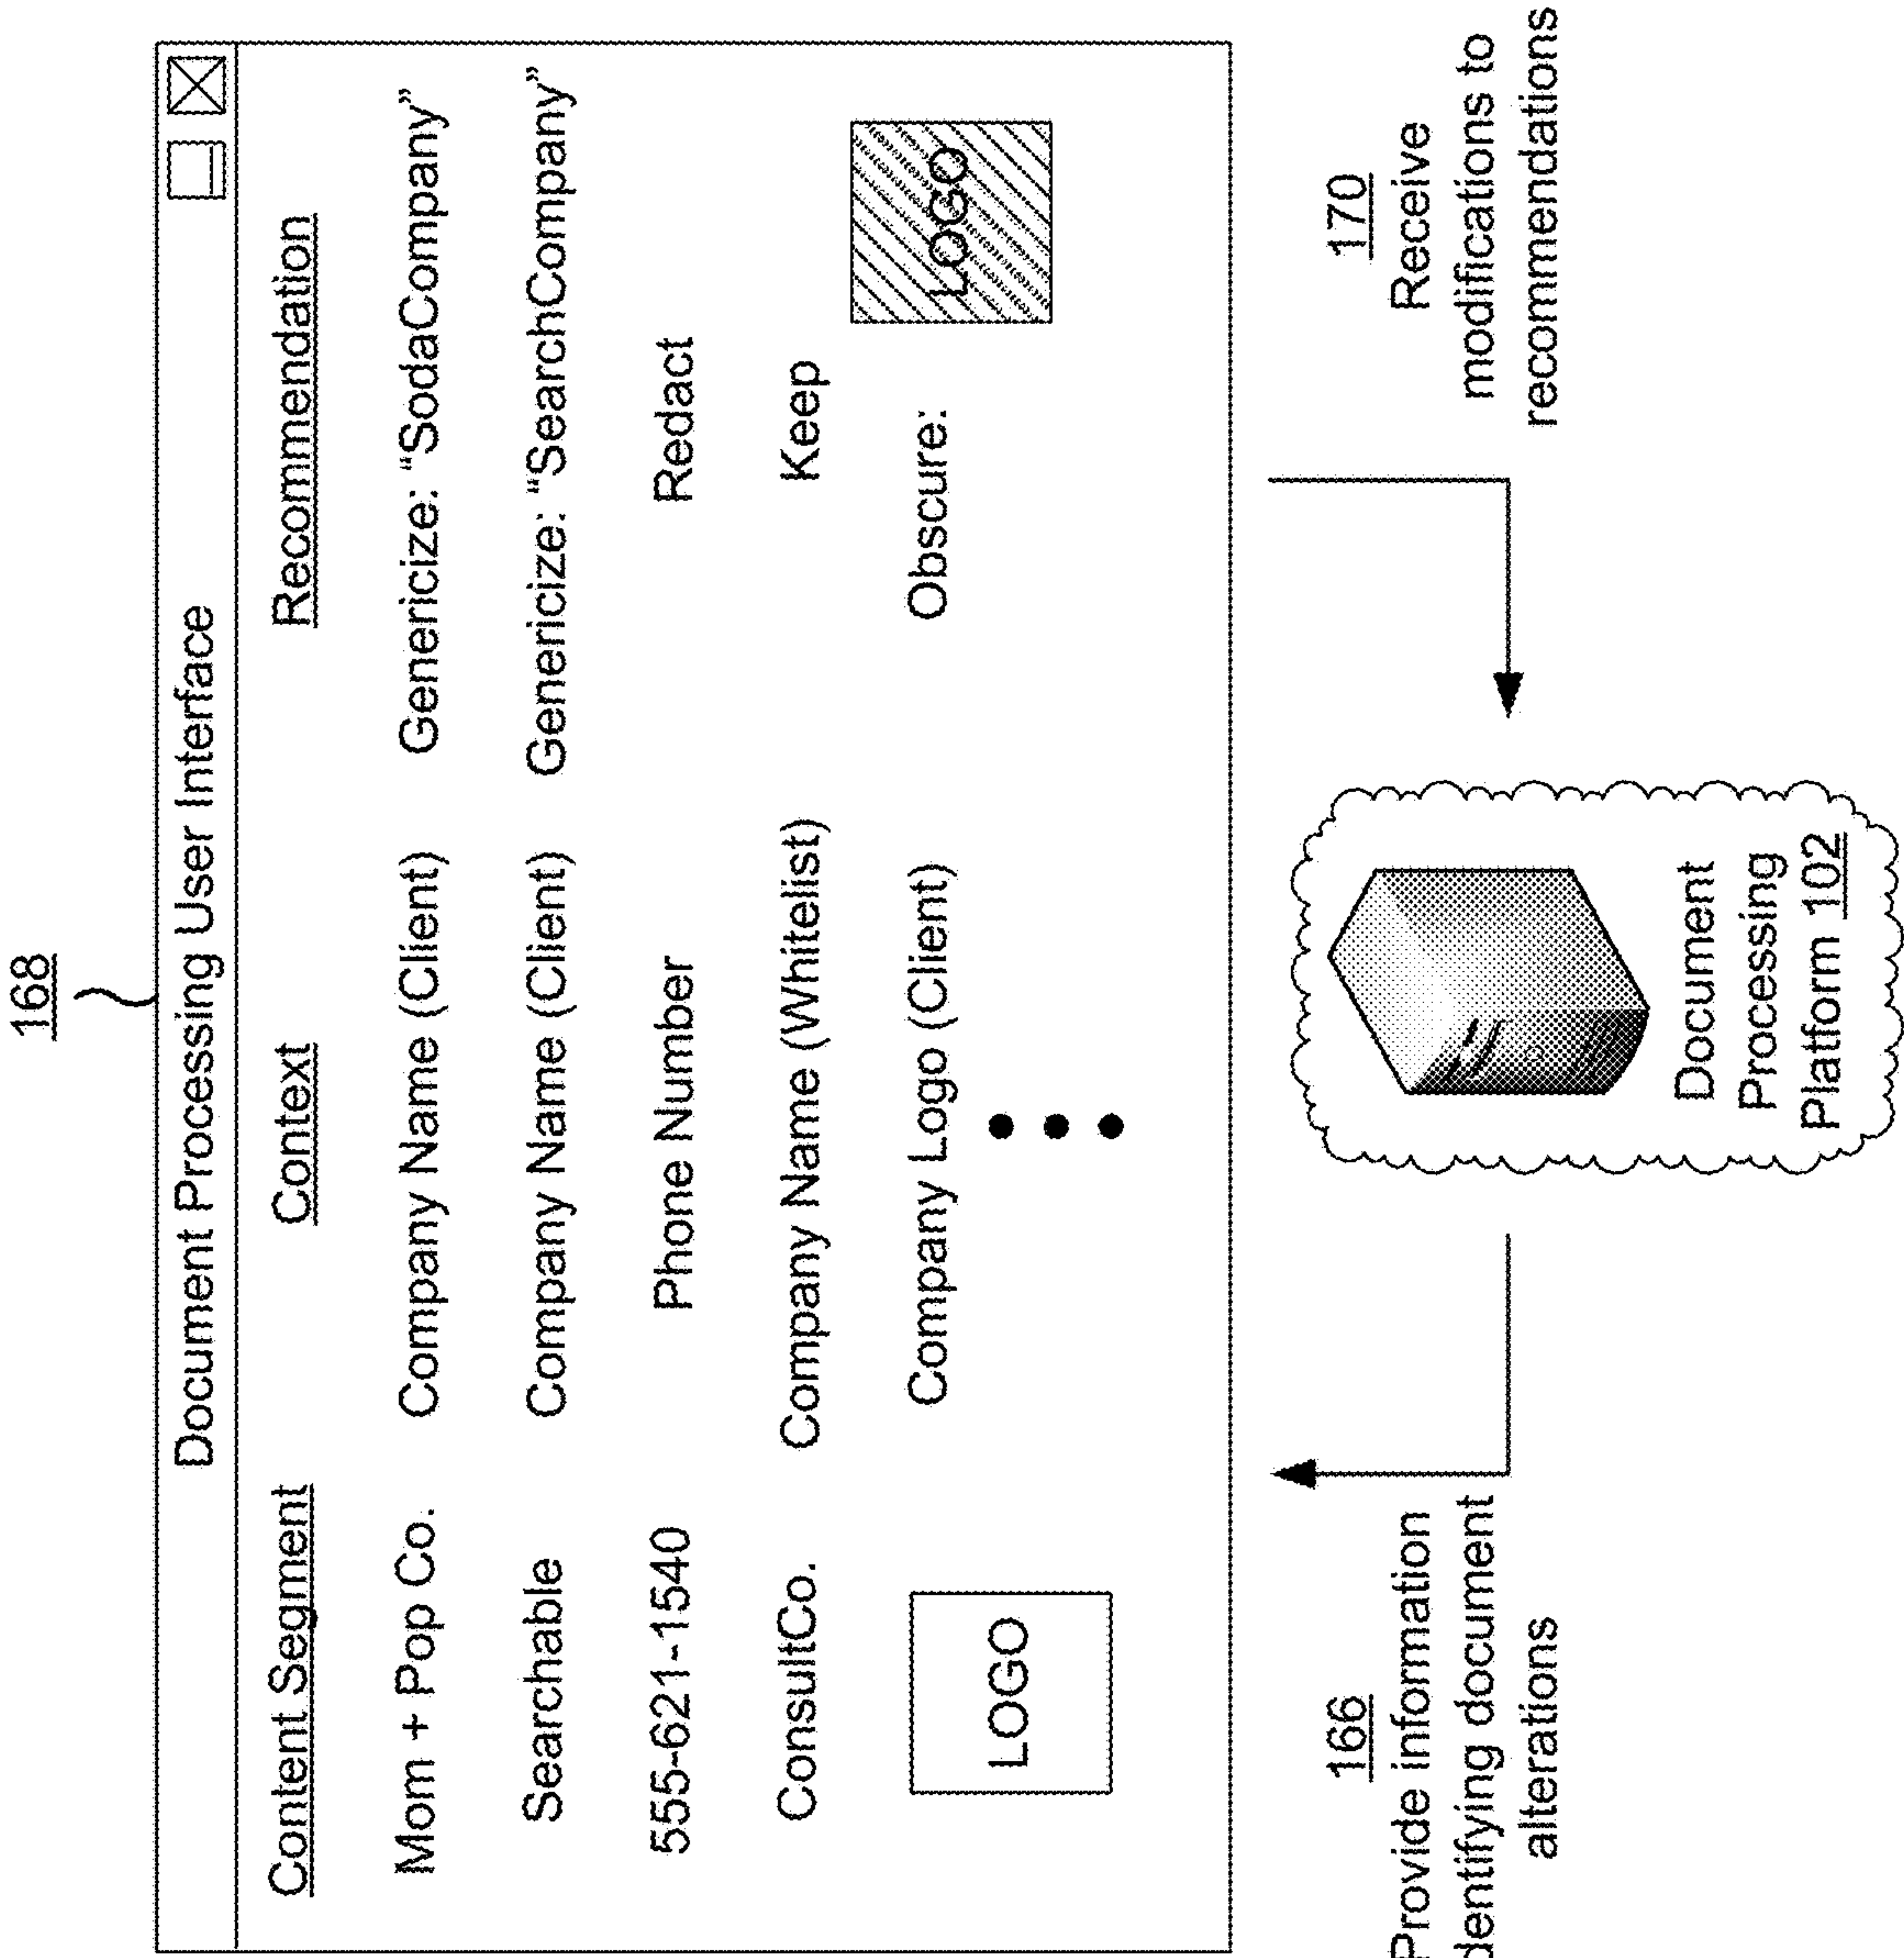 168
Document Processing User Interface
Content Segment Context Recommendation
Mom + Pop Co. Company Name (Client) Genericize: “SodaCompany”
Searchable Company Name (Client) Genericize: “SearchCompany”
555-621-1540 Phone Number Redact
ConsultCo. Company Name (Whitelist) Keep
LOGO Company Logo (Client) Obscure: LOGO
166
Provide information
dentifying document
alterations
Document
Processing
Platform 102
170
Receive
modifications to
recommendations